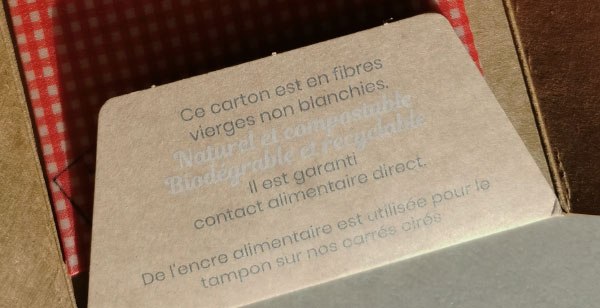 Ce carton est en fibres
vierges non blanchies.
Naturel et compostable
Biodégrable et recyclable
Il est garanti
contact alimentaire direct.
De l'encre alimentaire est utilisée pour le
tampon sur nos carrés cirés